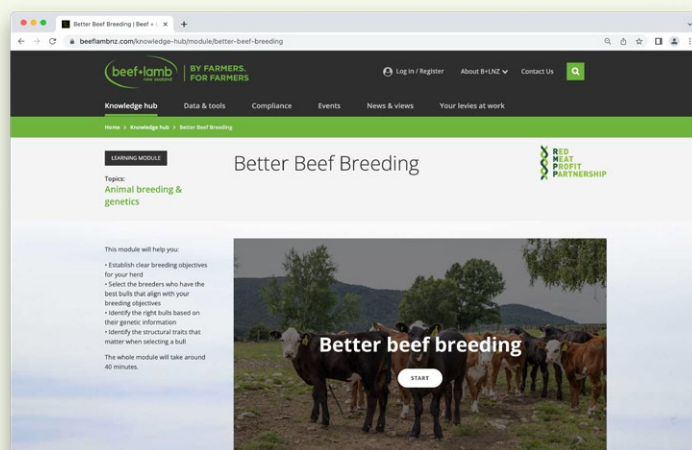 Better Beef Breeding | Beef + L
beeflambnz.com/knowledge-hub/module/better-beef-breeding
beef+lamb
new zealand
BY FARMERS.
FOR FARMERS
Log in / Register
About B+LNZ
Contact Us
Knowledge hub
Data & tools
Compliance
Events
News & views
Your levies at work
Home > Knowledge hub > Better Beef Breeding
LEARNING MODULE
Topics:
Animal breeding &
genetics
Better Beef Breeding
RED
MEAT
PROFIT
PARTNERSHIP
This module will help you:
• Establish clear breeding objectives
for your herd
• Select the breeders who have the
best bulls that align with your
breeding objectives
• Identify the right bulls based on
their genetic information
• Identify the structural traits that
matter when selecting a bull
The whole module will take around
40 minutes.
Better beef breeding
START